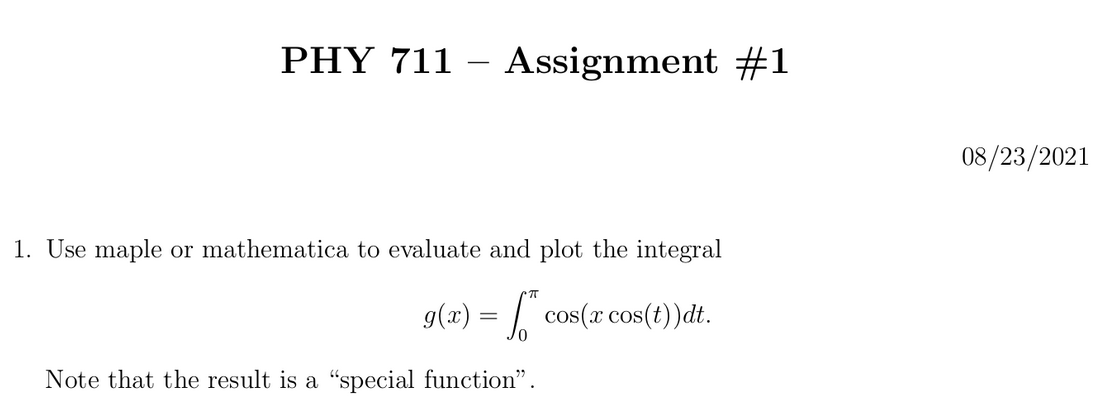 PHY 711 – Assignment #1
08/23/2021
1. Use maple or mathematica to evaluate and plot the integral
g(x) = ∫₀^π cos(x cos(t))dt.
Note that the result is a “special function”.